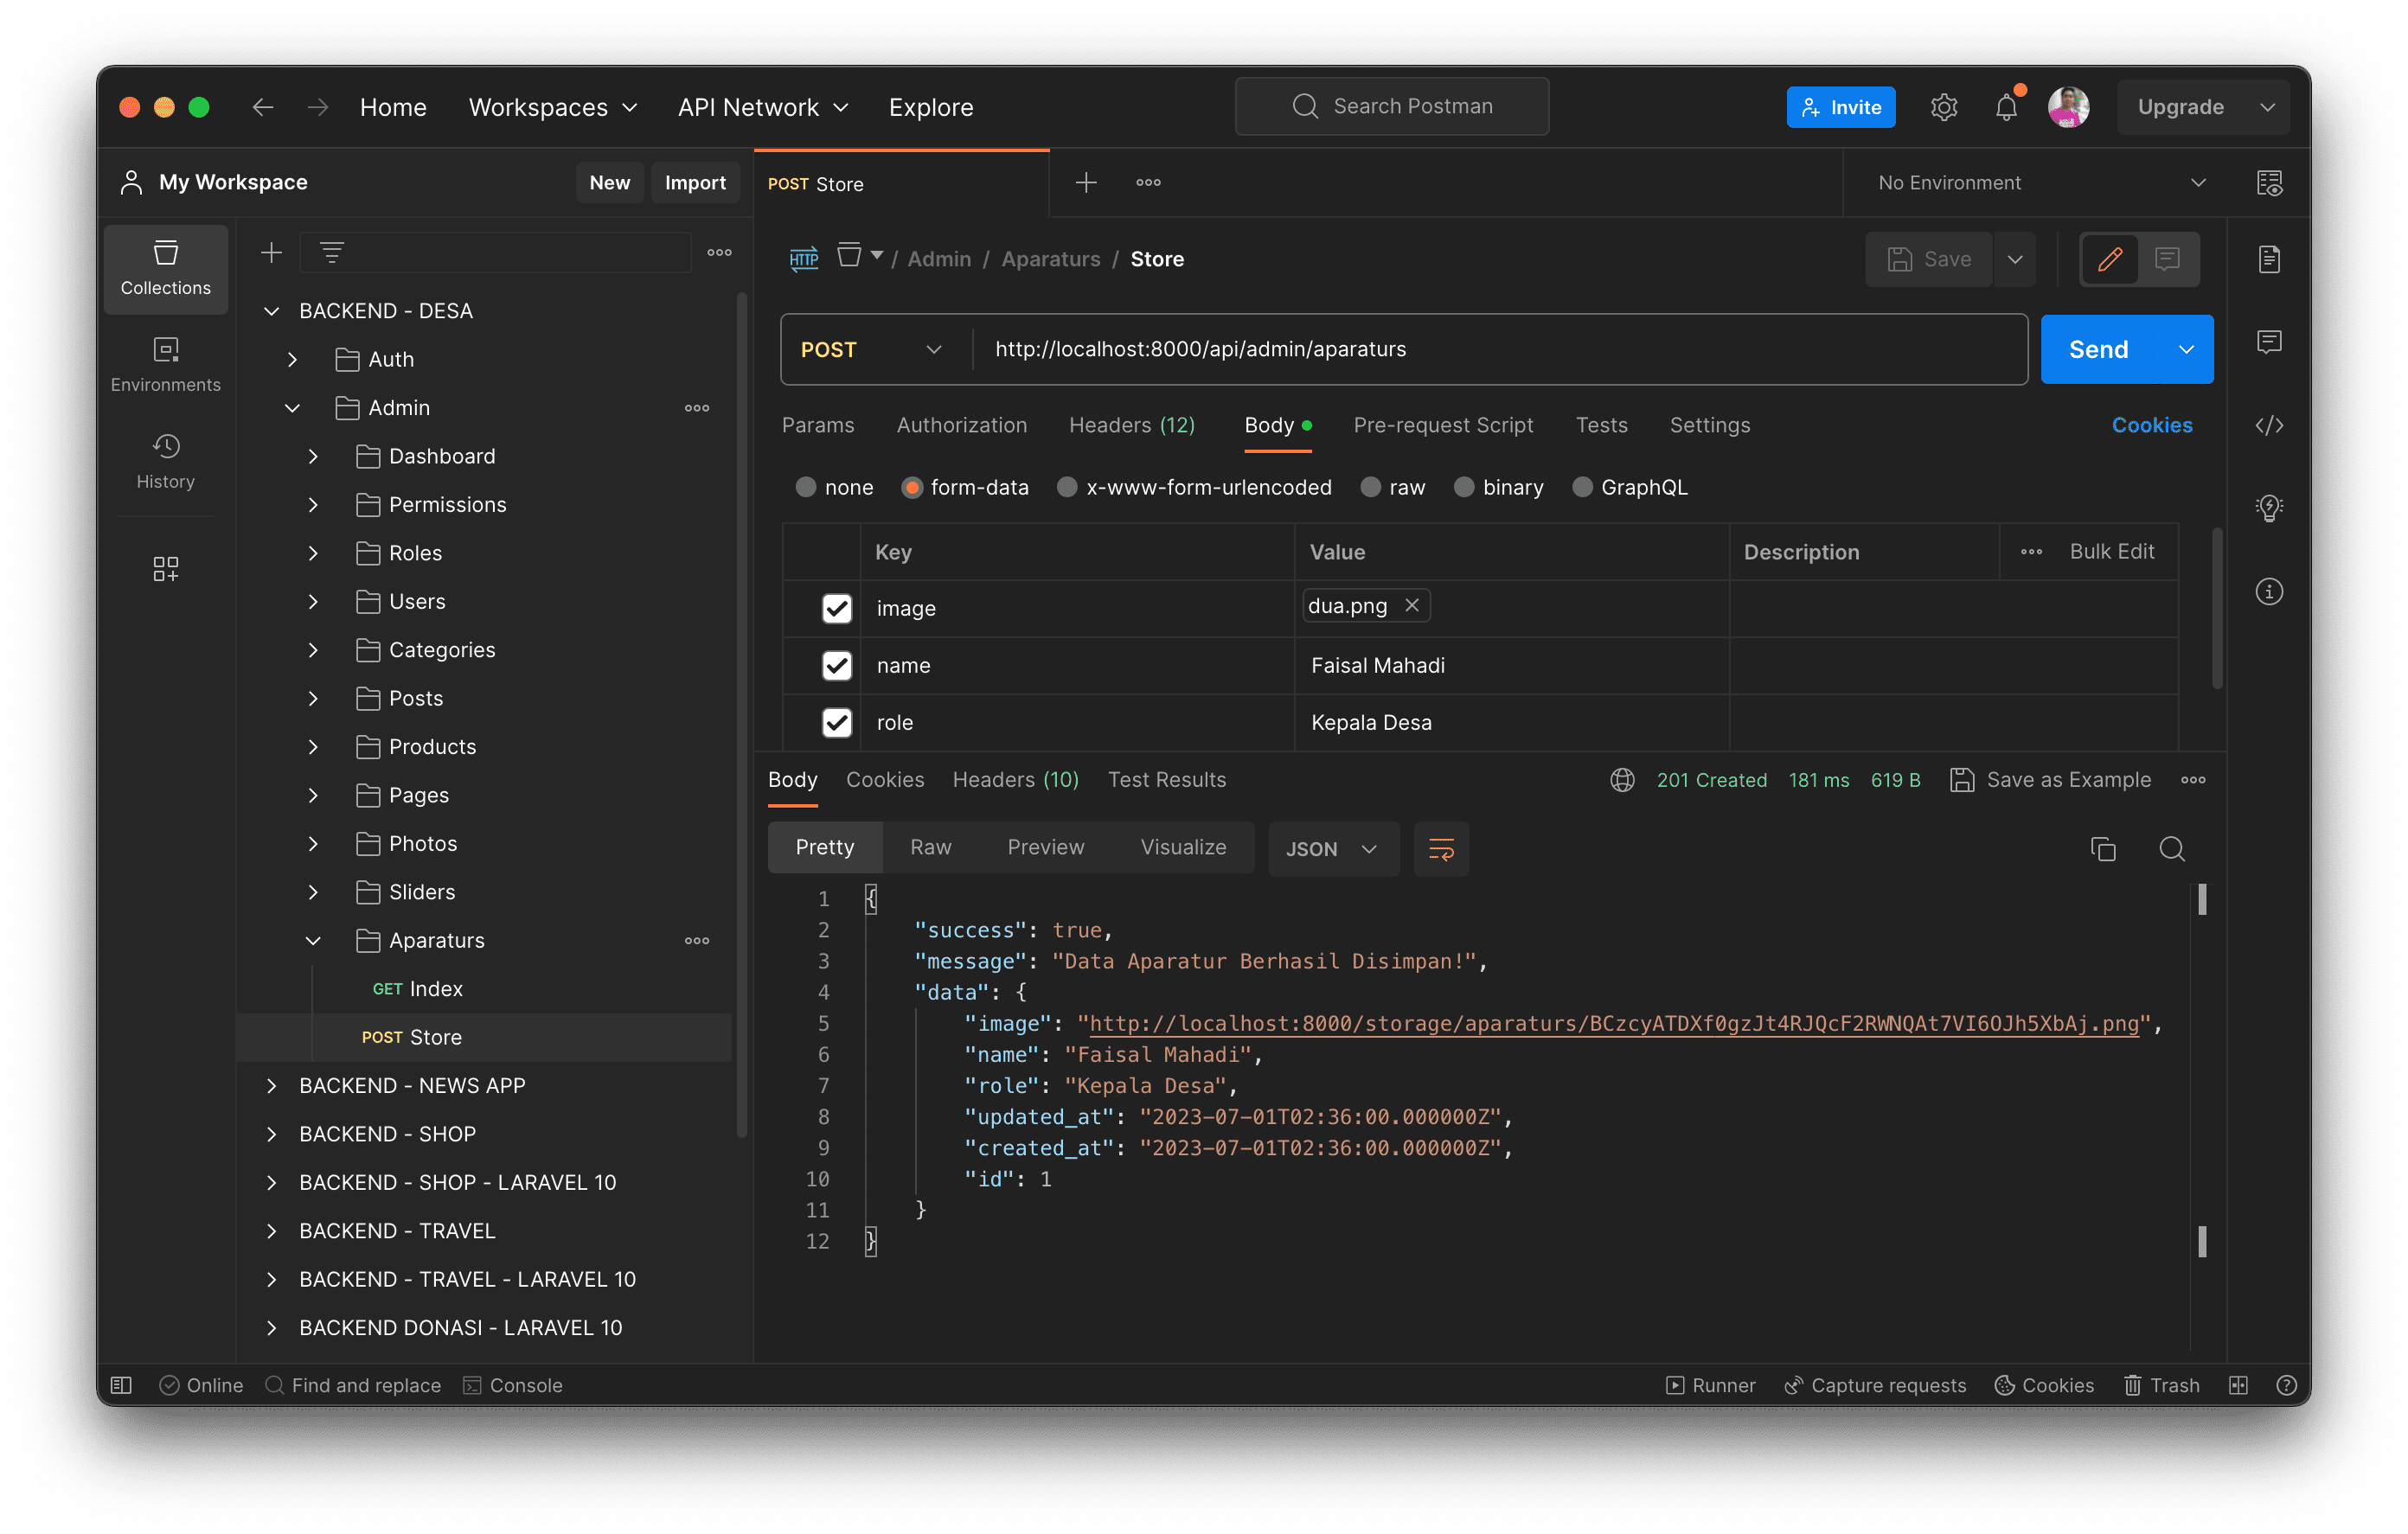 Home Workspaces API Network Explore Search Postman Invite Upgrade
My Workspace New Import POST Store No Environment
Collections
Environments
History
BACKEND - DESA
Auth
Admin
Dashboard
Permissions
Roles
Users
Categories
Posts
Products
Pages
Photos
Sliders
Aparaturs
GET Index
POST Store
BACKEND - NEWS APP
BACKEND - SHOP
BACKEND - SHOP - LARAVEL 10
BACKEND - TRAVEL
BACKEND - TRAVEL - LARAVEL 10
BACKEND DONASI - LARAVEL 10
HTTP / Admin / Aparaturs / Store Save
POST http://localhost:8000/api/admin/aparaturs Send
Params Authorization Headers (12) Body Pre-request Script Tests Settings Cookies
none form-data x-www-form-urlencoded raw binary GraphQL
Key Value Description Bulk Edit
image dua.png
name Faisal Mahadi
role Kepala Desa
Body Cookies Headers (10) Test Results 201 Created 181 ms 619 B Save as Example
Pretty Raw Preview Visualize JSON
1 {
2 "success": true,
3 "message": "Data Aparatur Berhasil Disimpan!",
4 "data": {
5 "image": "http://localhost:8000/storage/aparaturs/BCzcyATDXf0gzJt4RJQcF2RWNQAt7VI6OJh5XbAj.png",
6 "name": "Faisal Mahadi",
7 "role": "Kepala Desa",
8 "updated_at": "2023-07-01T02:36:00.000000Z",
9 "created_at": "2023-07-01T02:36:00.000000Z",
10 "id": 1
11 }
12 }
Online Find and replace Console Runner Capture requests Cookies Trash